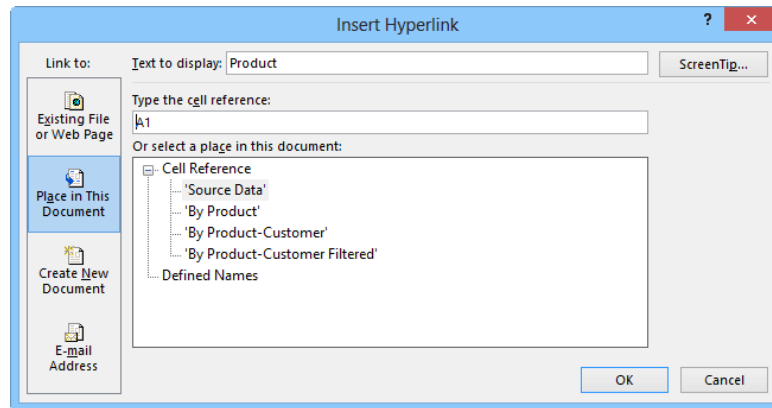 Insert Hyperlink
? ×
Link to:
Text to display: Product
ScreenTip...
Existing File
or Web Page
Place in This
Document
Create New
Document
E-mail
Address
Type the cell reference:
A1
Or select a place in this document:
Cell Reference
'Source Data'
'By Product'
'By Product-Customer'
'By Product-Customer Filtered'
Defined Names
OK
Cancel